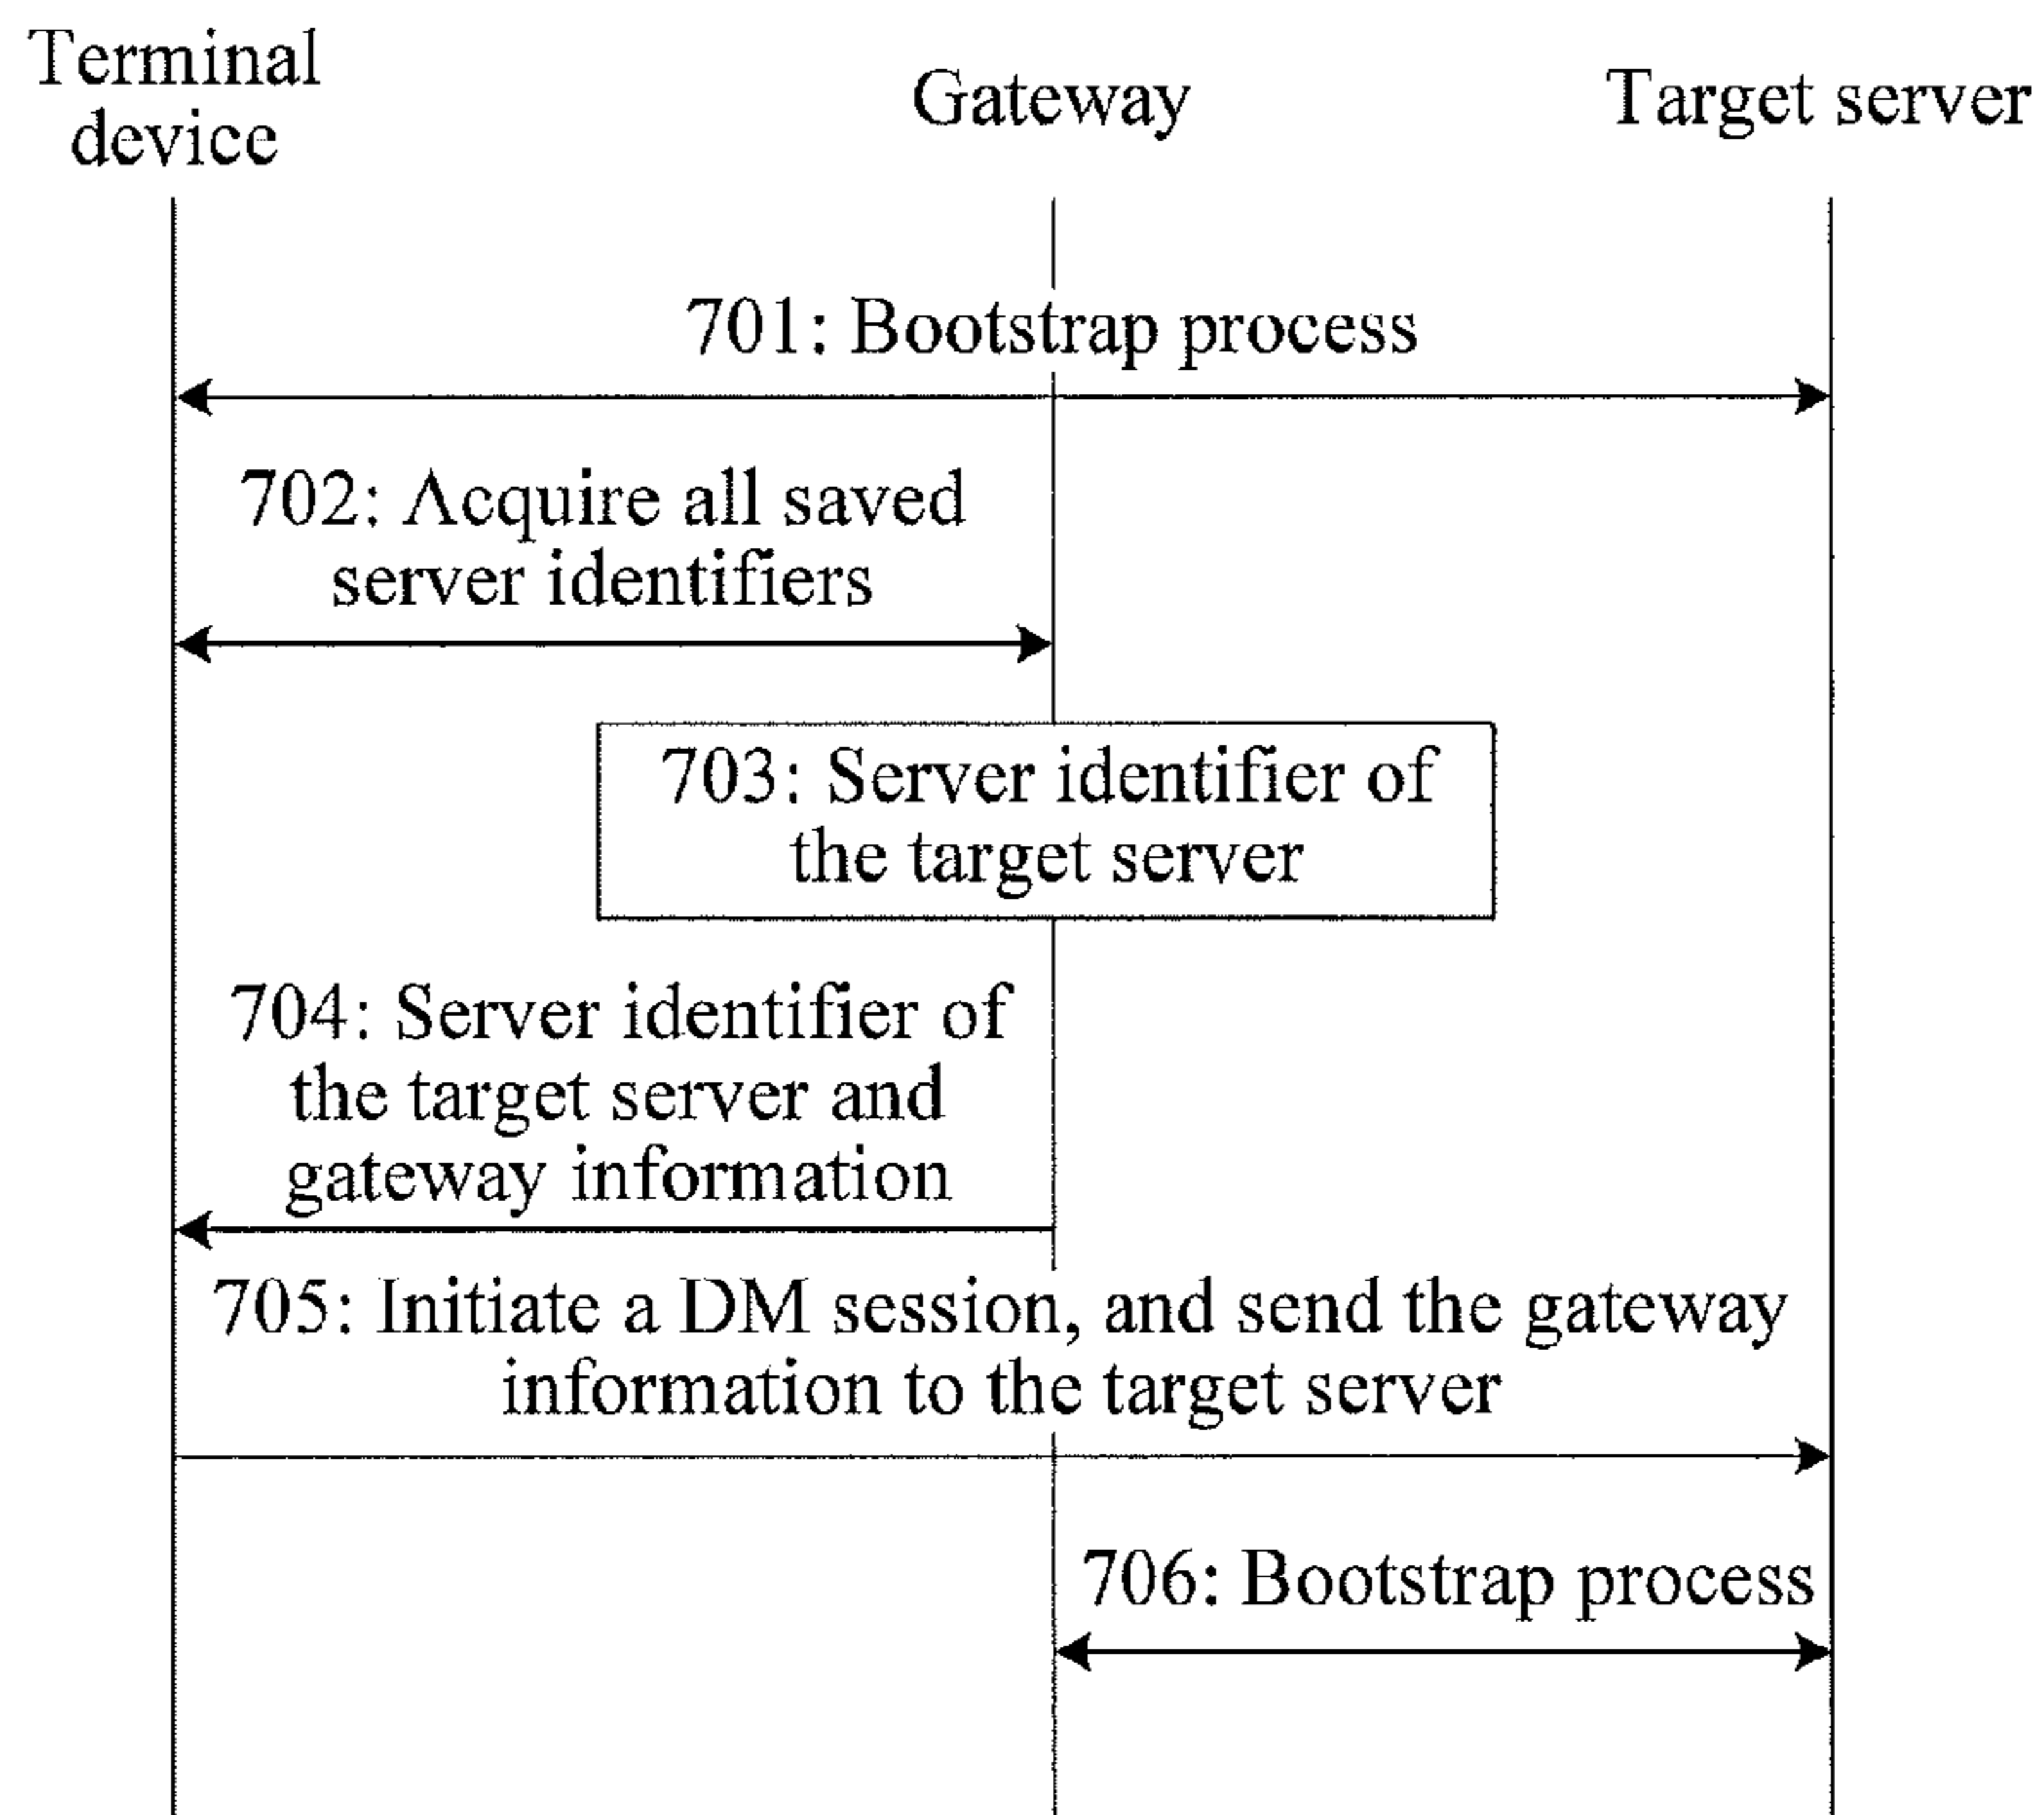 Terminal
device
Gateway
Target server
701: Bootstrap process
702: Acquire all saved
server identifiers
703: Server identifier of
the target server
704: Server identifier of
the target server and
gateway information
705: Initiate a DM session, and send the gateway
information to the target server
706: Bootstrap process